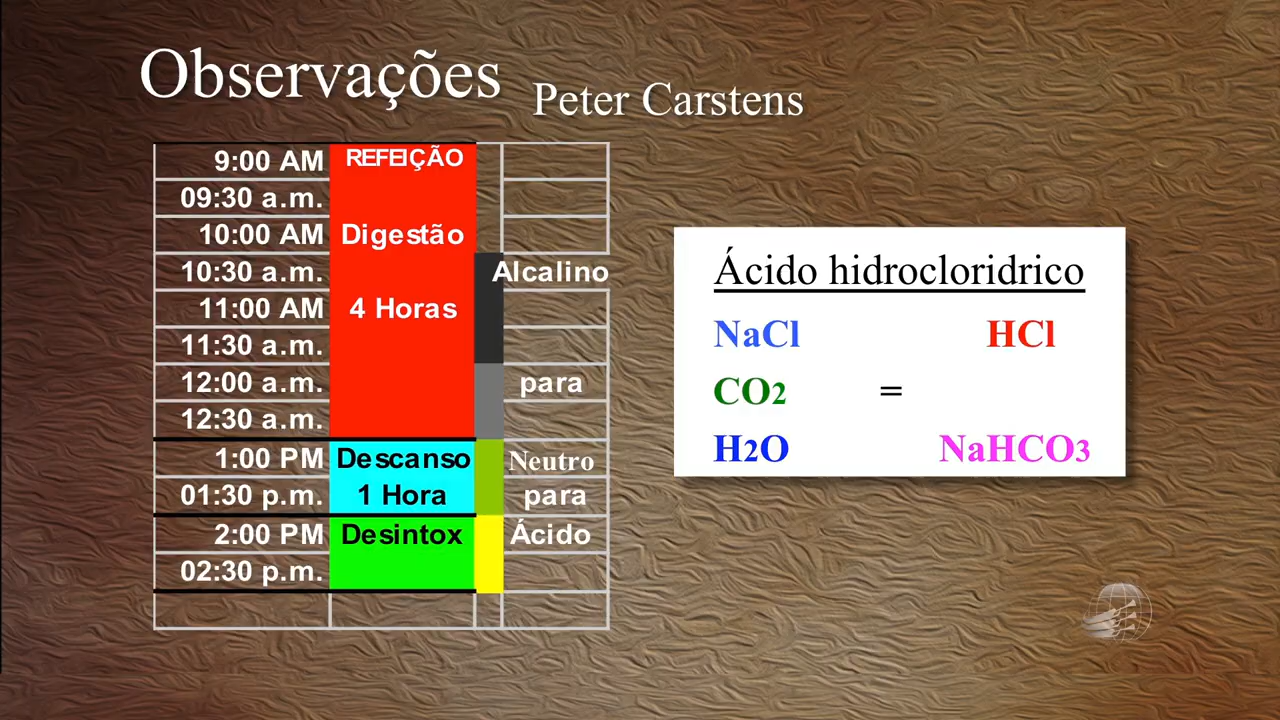 Observações
Peter Carstens
9:00 AM REFEIÇÃO
09:30 a.m.
10:00 AM Digestão
10:30 a.m. Alcalino
11:00 AM 4 Horas
11:30 a.m.
12:00 a.m. para
12:30 a.m.
1:00 PM Descanso Neutro
01:30 p.m. 1 Hora para
2:00 PM Desintox Ácido
02:30 p.m.
Ácido hidrocloridrico
NaCl HCl
CO2 =
H2O NaHCO3